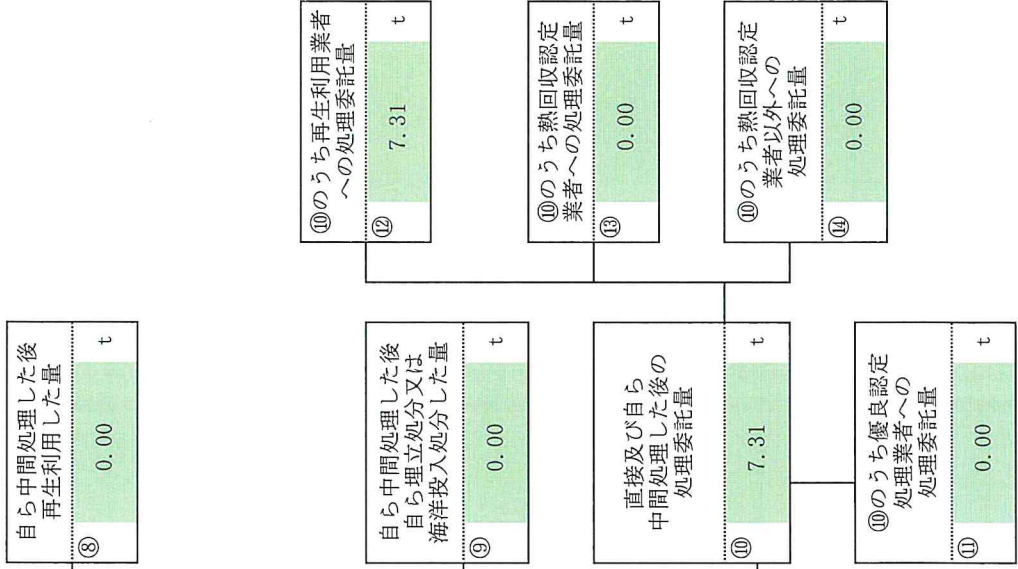 自ら中間処理した後
再生利用した量
⑧ 0.00 t
自ら中間処理した後
自ら埋立処分又は
海洋投入処分した量
⑨ 0.00 t
直接及び自ら
中間処理した後の
処理委託量
⑩ 7.31 t
⑩のうち優良認定
処理業者への
処理委託量
⑪ 0.00 t
⑩のうち再生利用業者
への処理委託量
⑫ 7.31 t
⑩のうち熱回収認定
業者への処理委託量
⑬ 0.00 t
⑩のうち熱回収認定
業者以外への
処理委託量
⑭ 0.00 t